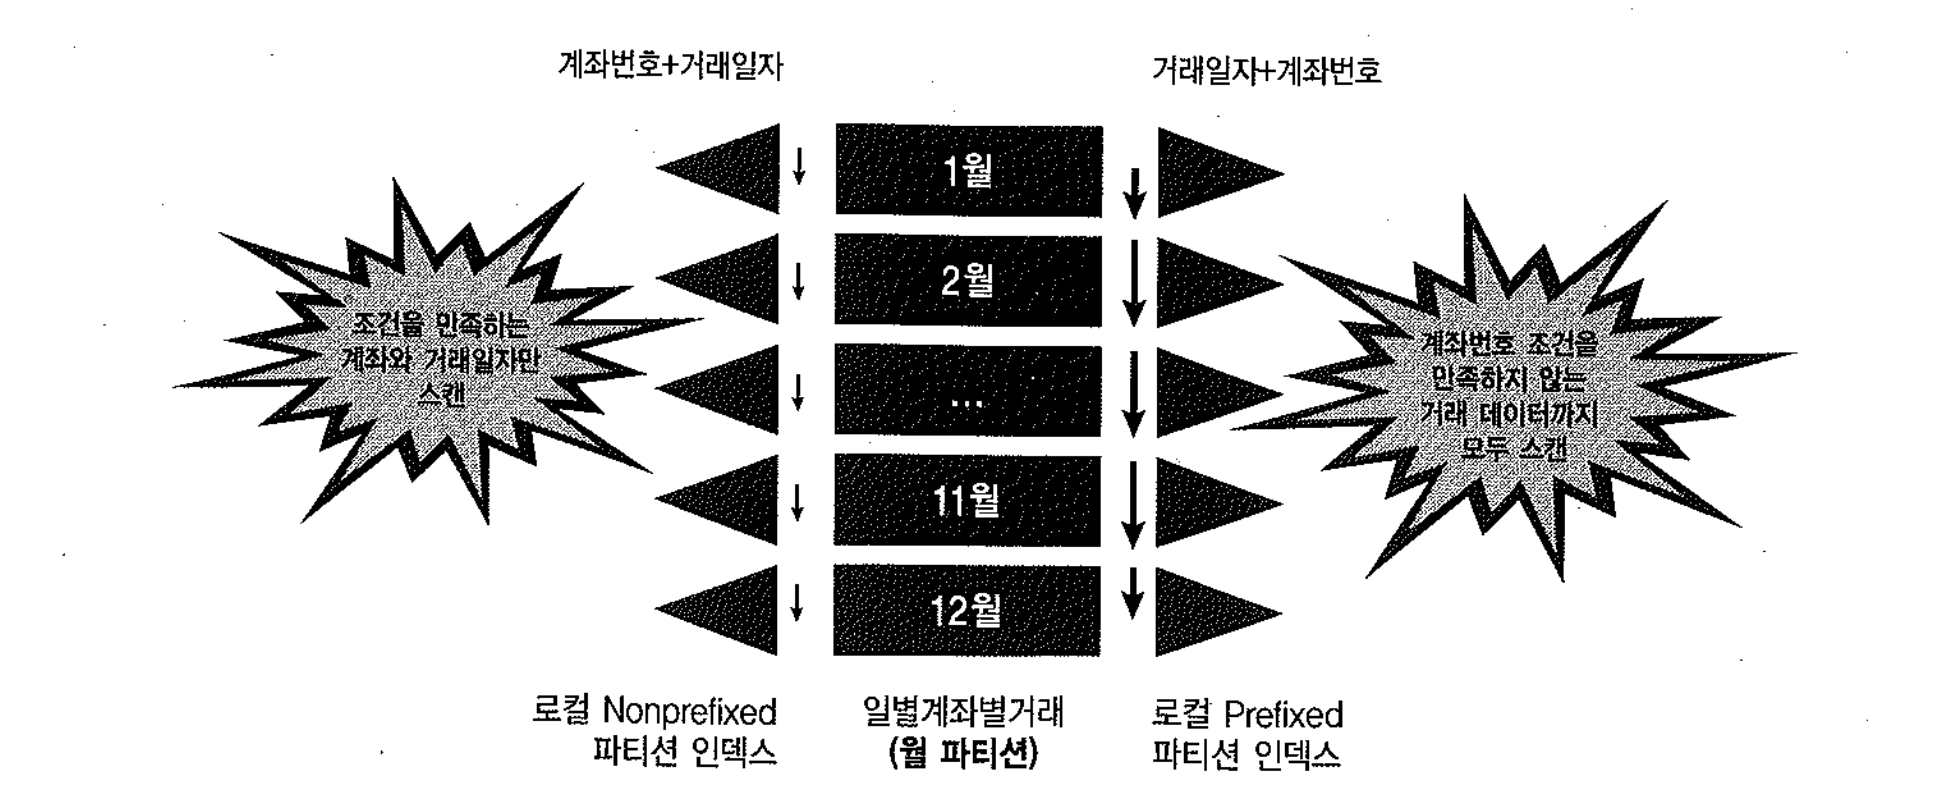 계좌번호+거래일자
거래일자+계좌번호
1월
2월
...
11월
12월
조건을 만족하는
계좌와 거래일자만
스캔
계좌번호 조건을
만족하지 않는
거래 데이터까지
모두 스캔
로컬 Nonprefixed
파티션 인덱스
일별계좌별거래
(월 파티션)
로컬 Prefixed
파티션 인덱스